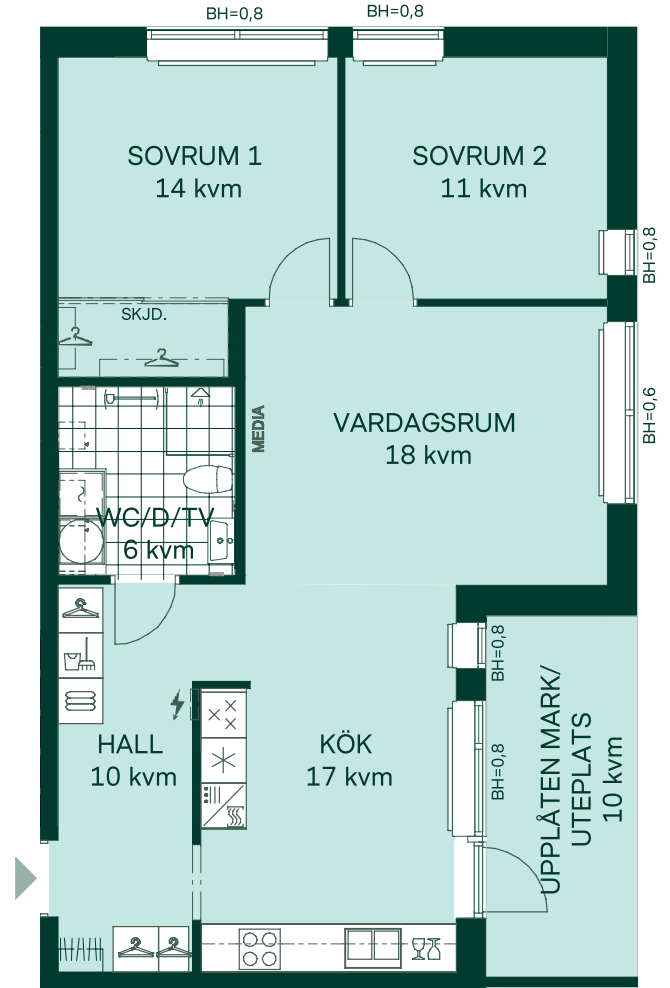 BH=0,8
BH=0,8
SOVRUM 1
14 kvm
SOVRUM 2
11 kvm
BH=0,8
SKJD.
MEDIA
VARDAGSRUM
18 kvm
BH=0,6
WC/D/TV
6 kvm
BH=0,8
HALL
10 kvm
KÖK
17 kvm
BH=0,8
UPPLÅTEN MARK/
UTEPLATS
10 kvm